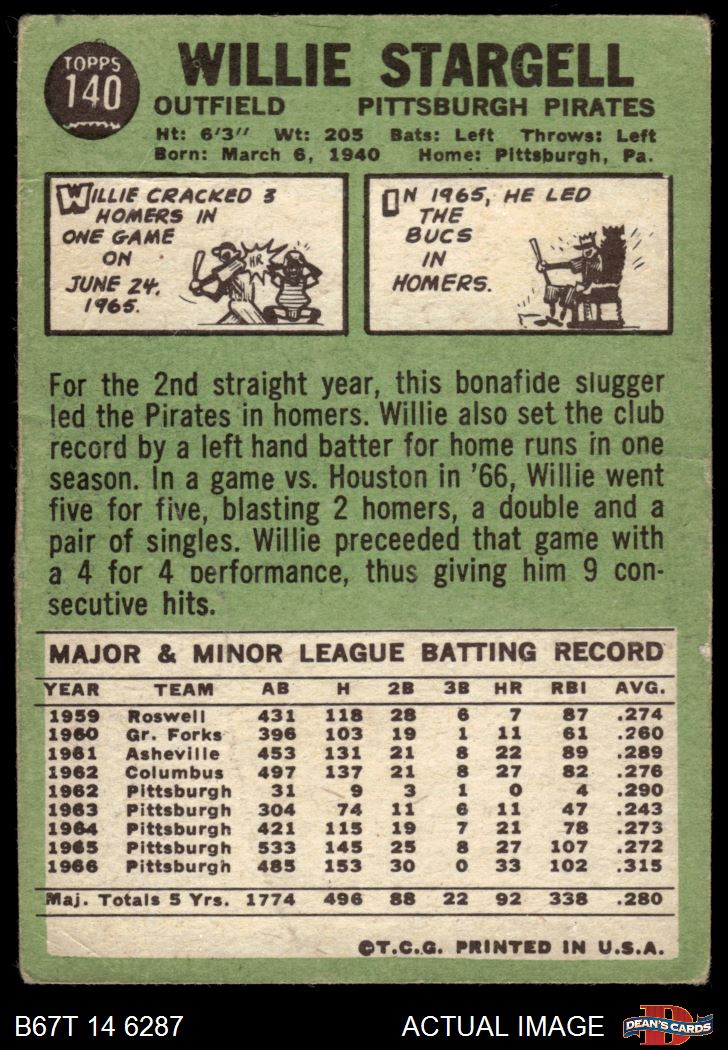 TOPPS
140
WILLIE STARGELL
OUTFIELD PITTSBURGH PIRATES
Ht: 6'3" Wt: 205 Bats: Left Throws: Left
Born: March 6, 1940 Home: Pittsburgh, Pa.
WILLIE CRACKED 3
HOMERS IN
ONE GAME
ON
JUNE 24,
1965.
HR
IN 1965, HE LED
THE
BUCS
IN
HOMERS.
For the 2nd straight year, this bonafide slugger
led the Pirates in homers. Willie also set the club
record by a left hand batter for home runs in one
season. In a game vs. Houston in '66, Willie went
five for five, blasting 2 homers, a double and a
pair of singles. Willie preceeded that game with
a 4 for 4 performance, thus giving him 9 con-
secutive hits.
MAJOR & MINOR LEAGUE BATTING RECORD
YEAR TEAM AB H 2B 3B HR RBI AVG.
1959 Roswell 431 118 28 6 7 87 .274
1960 Gr. Forks 396 103 19 1 11 61 .260
1961 Asheville 453 131 21 8 22 89 .289
1962 Columbus 497 137 21 8 27 82 .276
1962 Pittsburgh 31 9 3 1 0 4 .290
1963 Pittsburgh 304 74 11 6 11 47 .243
1964 Pittsburgh 421 115 19 7 21 78 .273
1965 Pittsburgh 533 145 25 8 27 107 .272
1966 Pittsburgh 485 153 30 0 33 102 .315
Maj. Totals 5 Yrs. 1774 496 88 22 92 338 .280
©T.C.G. PRINTED IN U.S.A.
B67T 14 6287 ACTUAL IMAGE
D
DEAN'S CARDS